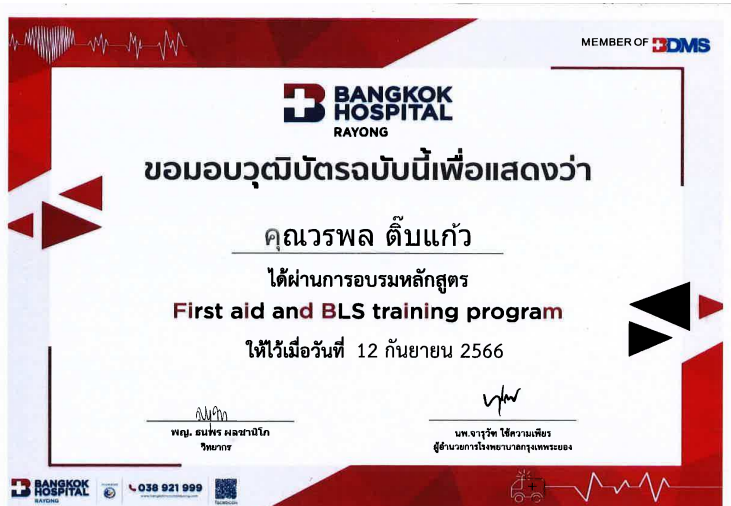 MEMBER OF BDMS
BANGKOK
HOSPITAL
RAYONG
ขอมอบวุฒิบัตรฉบับนี้เพื่อแสดงว่า
คุณวรพล ติ๊บแก้ว
ได้ผ่านการอบรมหลักสูตร
First aid and BLS training program
ให้ไว้เมื่อวันที่ 12 กันยายน 2566
พญ. ธนพร ผลชานิโภ
วิทยากร
นพ.จารุวัฑ ใช้ความเพียร
ผู้อำนวยการโรงพยาบาลกรุงเทพระยอง
BANGKOK
HOSPITAL
RAYONG
038 921 999